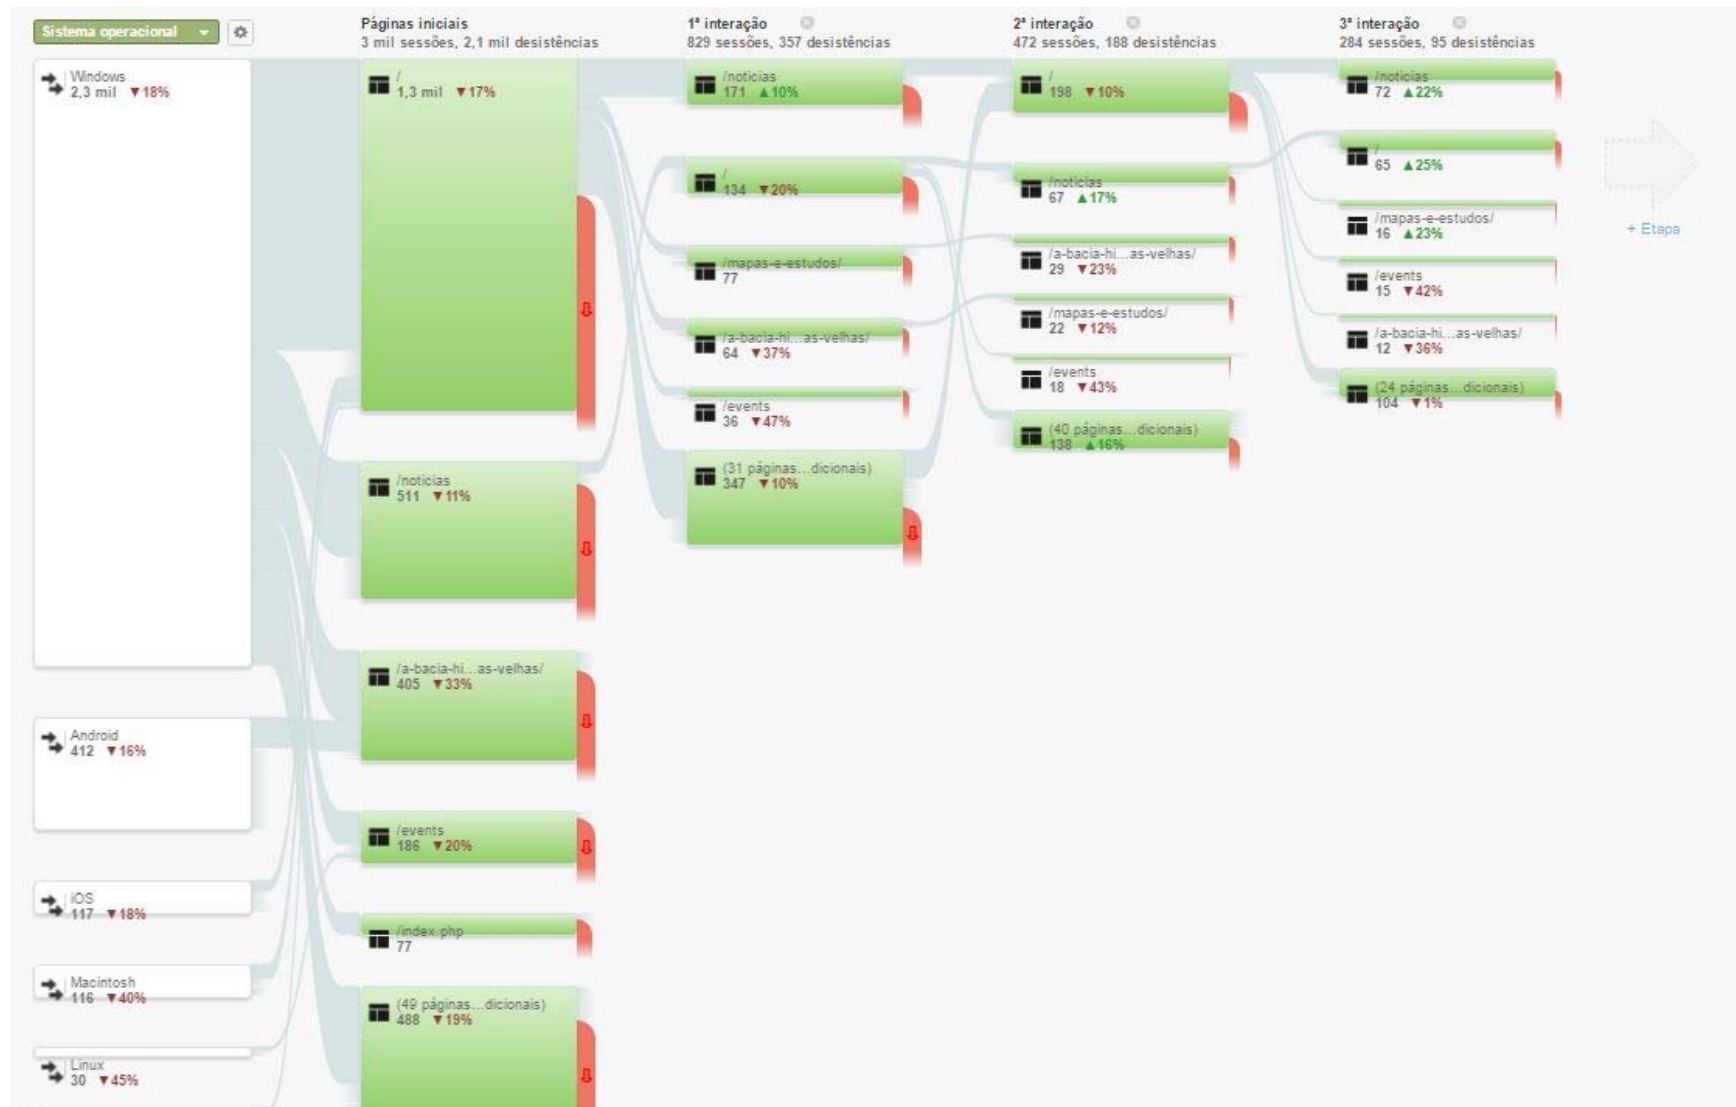 Sistema operacional
Windows
2,3 mil ▼18%
Android
412 ▼16%
iOS
117 ▼18%
Macintosh
116 ▼40%
Linux
30 ▼45%
Páginas iniciais
3 mil sessões, 2,1 mil desistências
/
1,3 mil ▼17%
/noticias
511 ▼11%
/a-bacia-hi...as-velhas/
405 ▼33%
/events
186 ▼20%
/index.php
77
(49 páginas...dicionais)
488 ▼19%
1ª interação
829 sessões, 357 desistências
/noticias
171 ▲10%
/
134 ▼20%
/mapas-e-estudos/
77
/a-bacia-hi...as-velhas/
64 ▼37%
/events
36 ▼47%
(31 páginas...dicionais)
347 ▼10%
2ª interação
472 sessões, 188 desistências
/
198 ▼10%
/noticias
67 ▲17%
/a-bacia-hi...as-velhas/
29 ▼23%
/mapas-e-estudos/
22 ▼12%
/events
18 ▼43%
(40 páginas...dicionais)
138 ▲16%
3ª interação
284 sessões, 95 desistências
/noticias
72 ▲22%
/
65 ▲25%
/mapas-e-estudos/
16 ▲23%
/events
15 ▼42%
/a-bacia-hi...as-velhas/
12 ▼36%
(24 páginas...dicionais)
104 ▼1%
+ Etapa